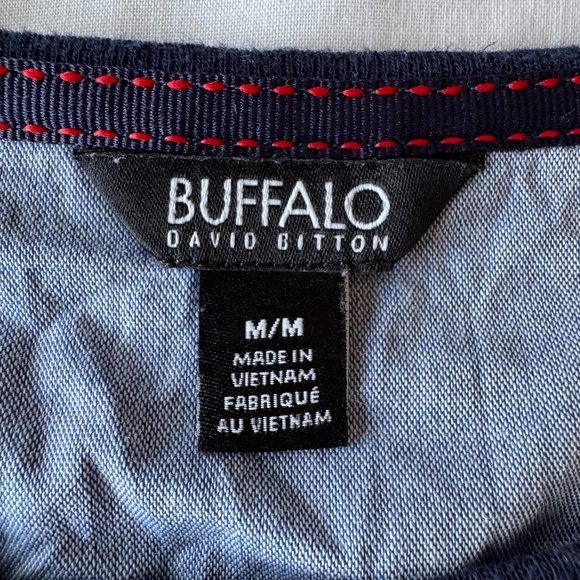 BUFFALO
DAVID BITTON
M/M
MADE IN
VIETNAM
FABRIQUÉ
AU VIETNAM